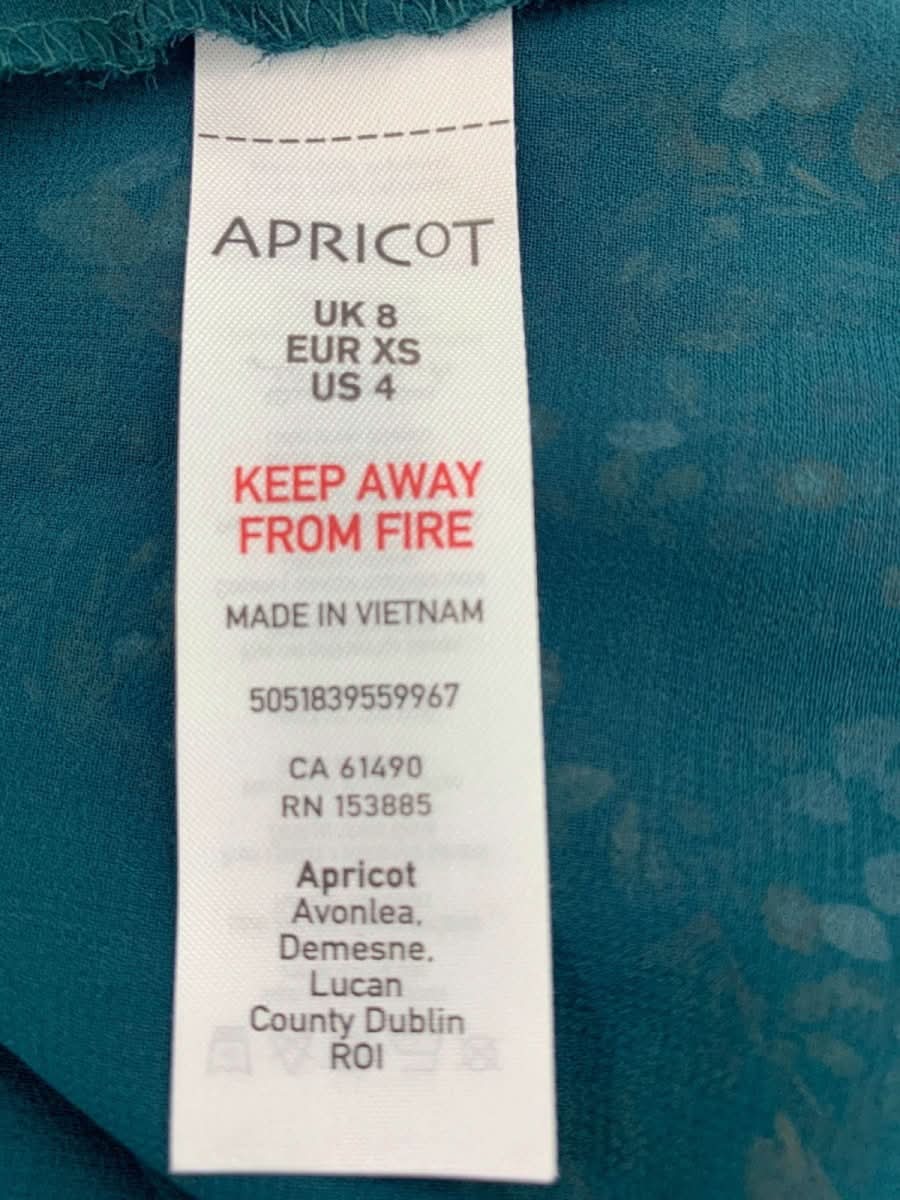 APRICOT
UK 8
EUR XS
US 4
KEEP AWAY
FROM FIRE
MADE IN VIETNAM
5051839559967
CA 61490
RN 153885
Apricot
Avonlea,
Demesne,
Lucan
County Dublin
ROI